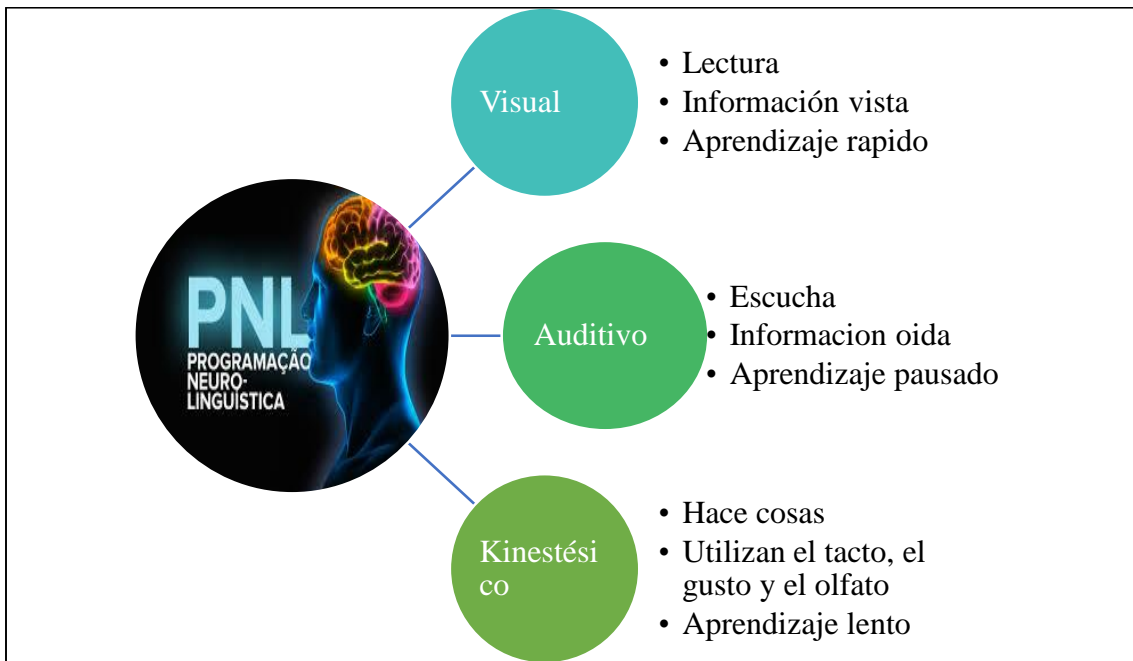 Visual
• Lectura
• Información vista
• Aprendizaje rapido
PNL
PROGRAMAÇÃO
NEURO-
LINGUÍSTICA
Auditivo
• Escucha
• Informacion oida
• Aprendizaje pausado
Kinestési
co
• Hace cosas
• Utilizan el tacto, el
gusto y el olfato
• Aprendizaje lento